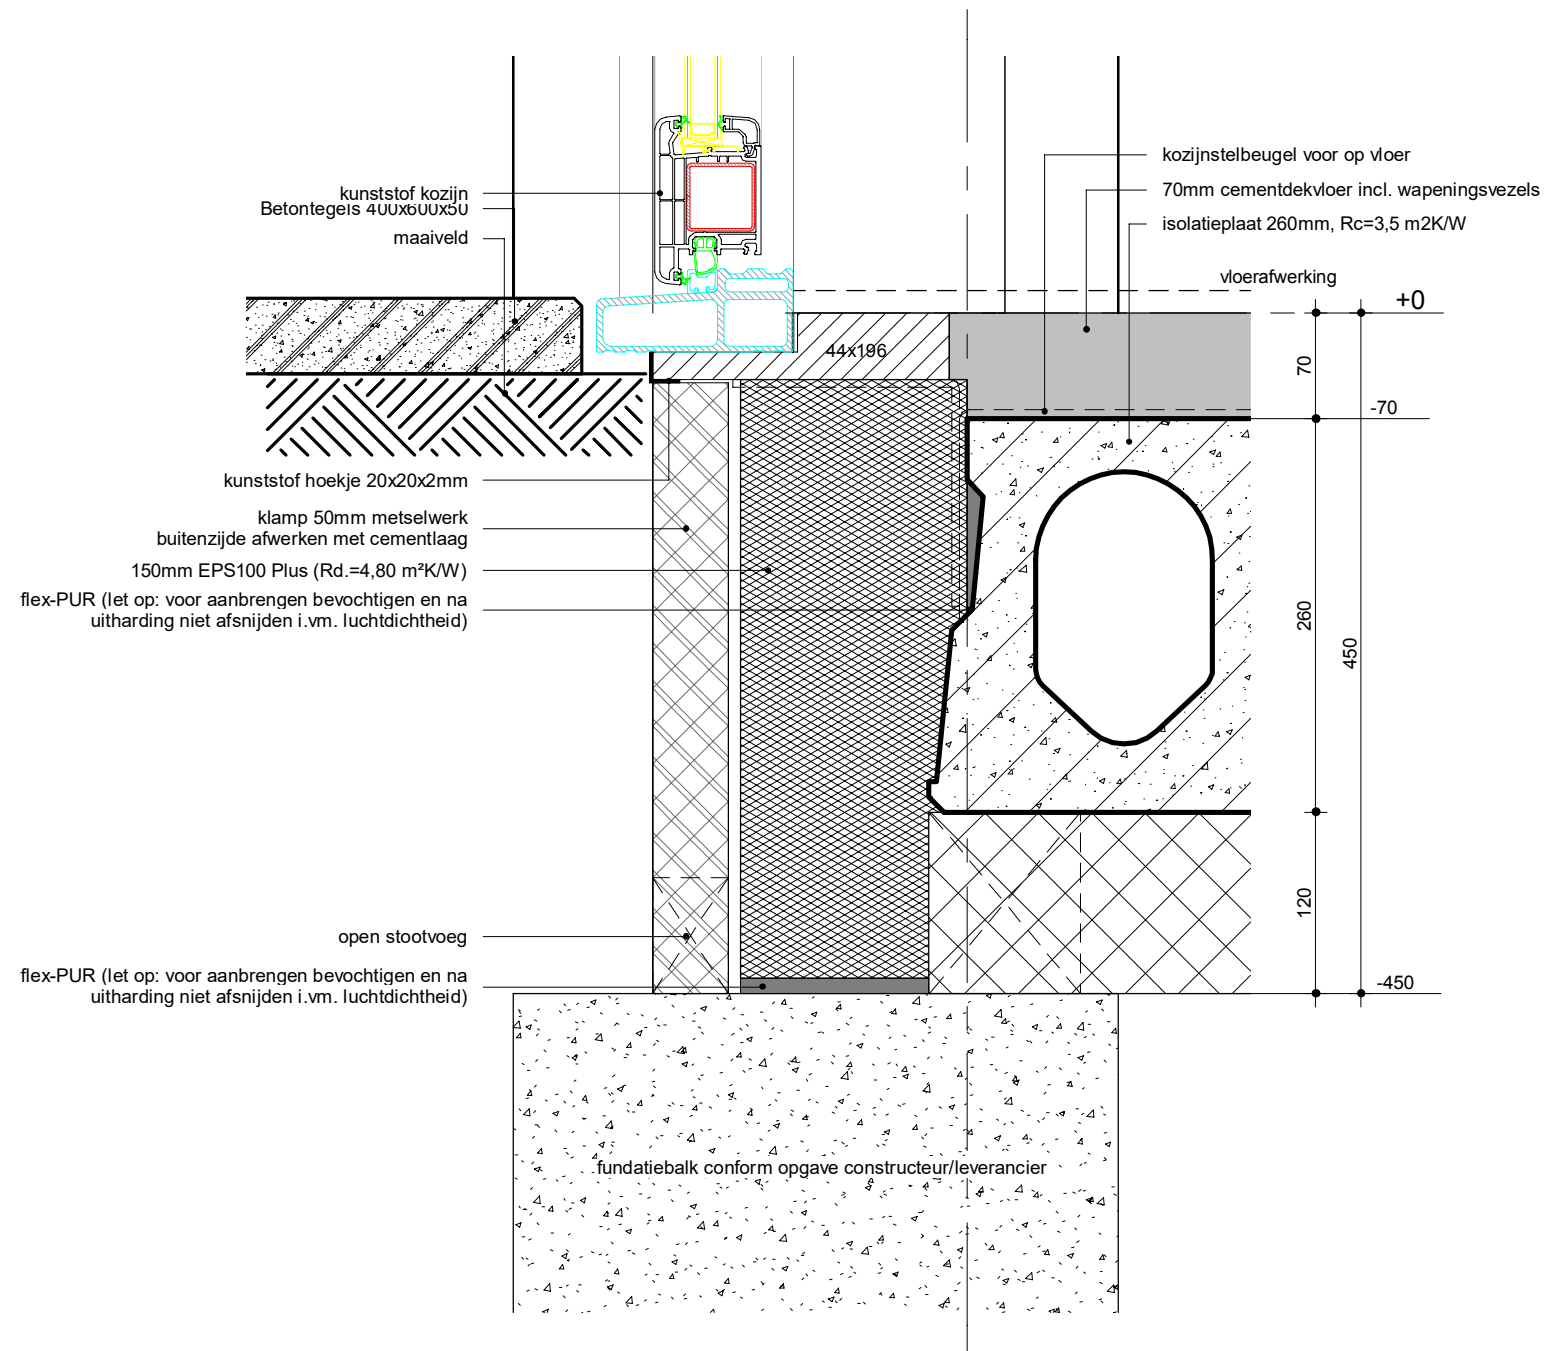 kunststof kozijn
Betontegels 400x600x50
maaiveld
kunststof hoekje 20x20x2mm
klamp 50mm metselwerk
buitenzijde afwerken met cementlaag
150mm EPS100 Plus (Rd.=4,80 m²K/W)
flex-PUR (let op: voor aanbrengen bevochtigen en na
uitharding niet afsnijden i.vm. luchtdichtheid)
open stootvoeg
flex-PUR (let op: voor aanbrengen bevochtigen en na
uitharding niet afsnijden i.vm. luchtdichtheid)
44x196
fundatiebalk conform opgave constructeur/leverancier
kozijnstelbeugel voor op vloer
70mm cementdekvloer incl. wapeningsvezels
isolatieplaat 260mm, Rc=3,5 m2K/W
vloerafwerking
+0
70
-70
260
450
120
-450